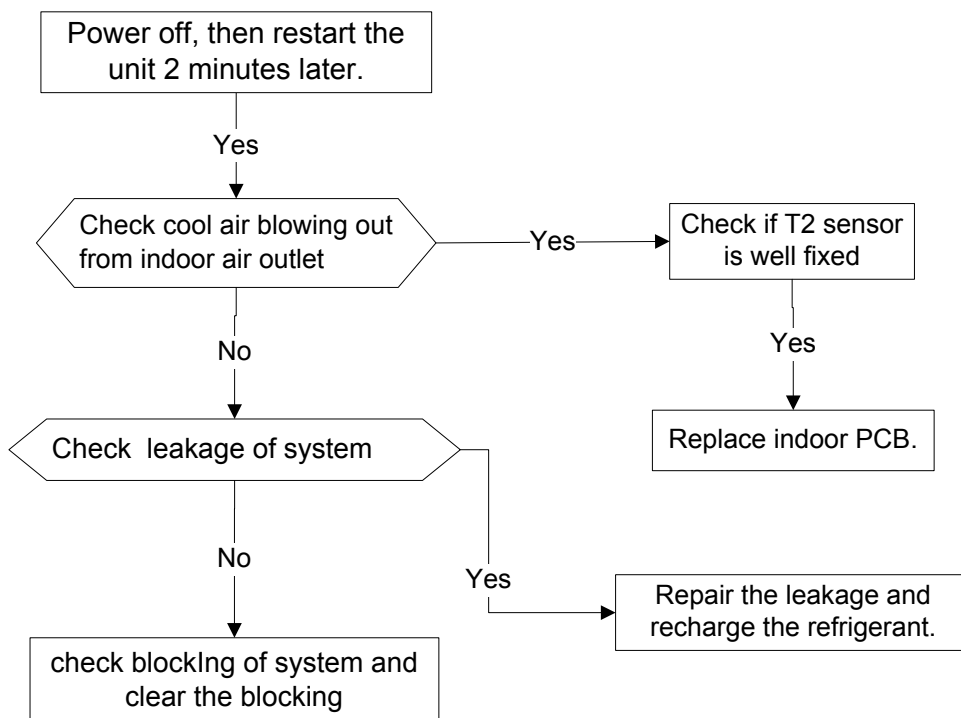 Power off, then restart the
unit 2 minutes later.
Yes
Check cool air blowing out
from indoor air outlet
Yes
Check if T2 sensor
is well fixed
No
Yes
Replace indoor PCB.
Check leakage of system
No
Yes
Repair the leakage and
recharge the refrigerant.
check blockIng of system and
clear the blocking